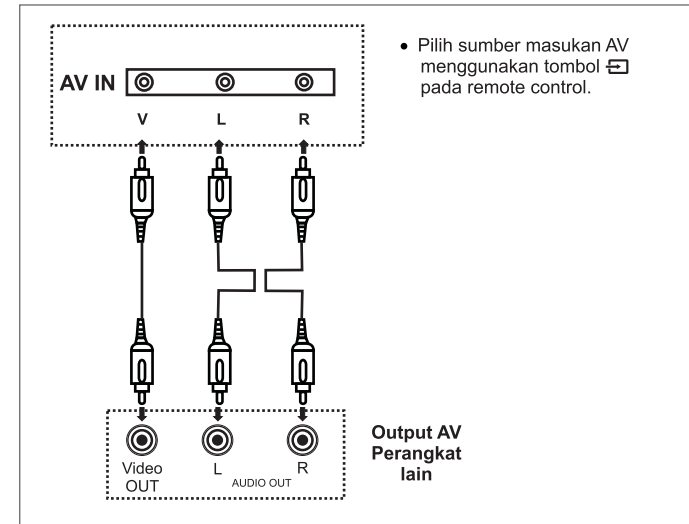 AV IN
V L R
• Pilih sumber masukan AV
menggunakan tombol
pada remote control.
Video
OUT
L R
AUDIO OUT
Output AV
Perangkat
lain